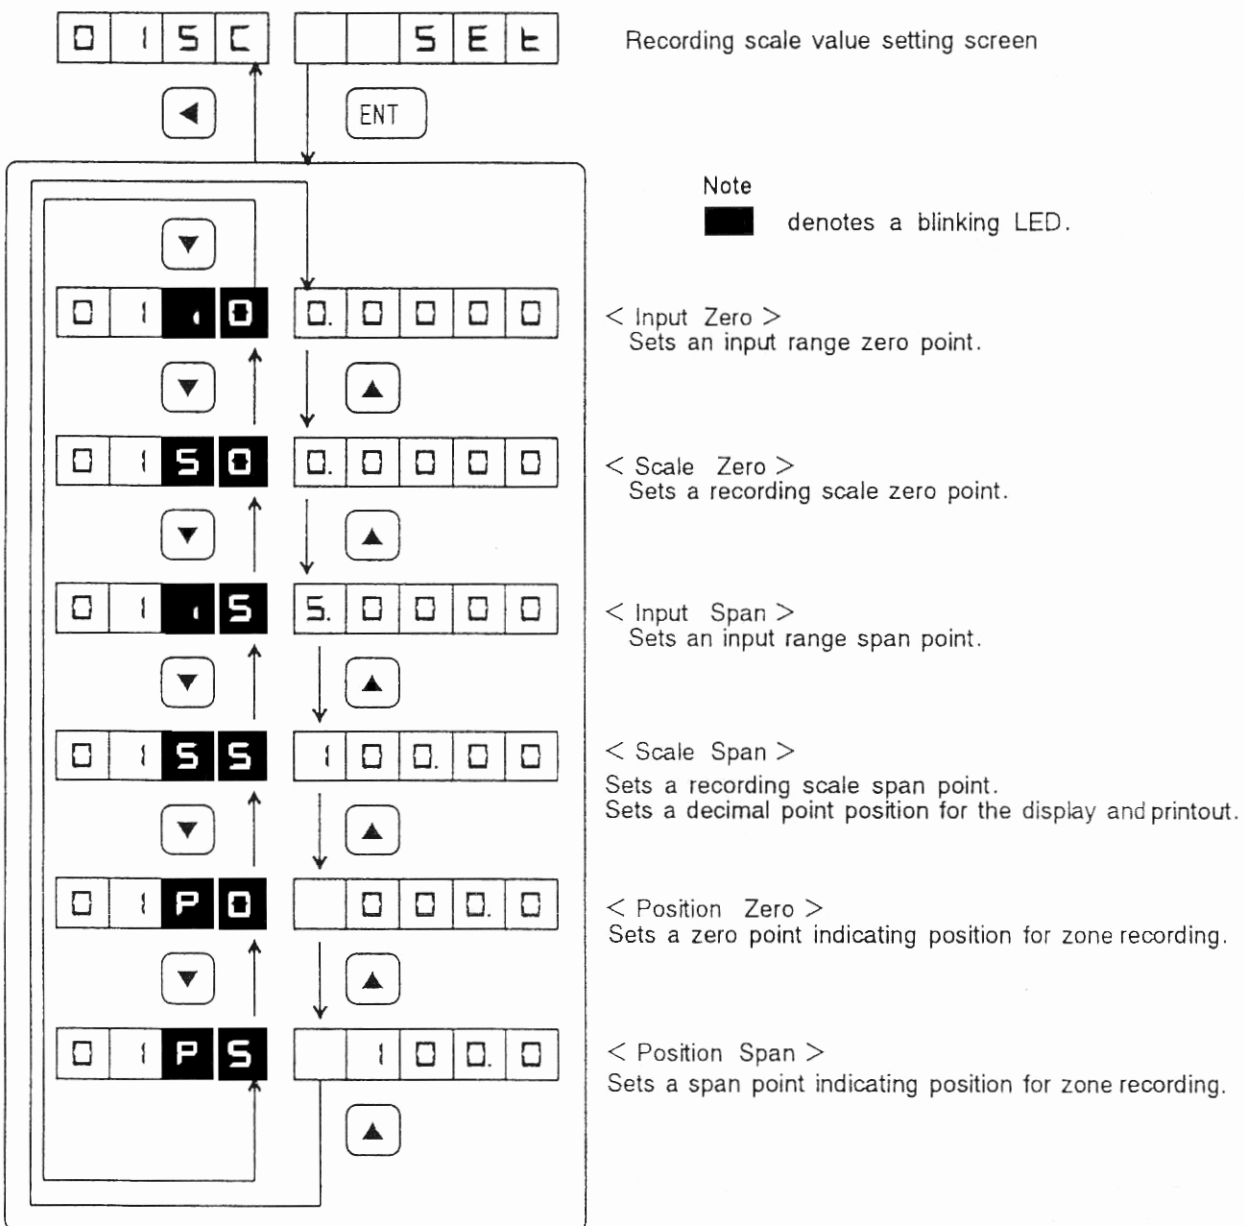 01SC SEt Recording scale value setting screen
◀ ENT
Note
■ denotes a blinking LED.
▼
01i0 0.0000 < Input Zero >
Sets an input range zero point.
▼ ▲
01S0 0.0000 < Scale Zero >
Sets a recording scale zero point.
▼ ▲
01iS 5.0000 < Input Span >
Sets an input range span point.
▼ ▲
01SS 100.00 < Scale Span >
Sets a recording scale span point.
Sets a decimal point position for the display and printout.
▼ ▲
01P0 000.0 < Position Zero >
Sets a zero point indicating position for zone recording.
▼ ▲
01PS 100.0 < Position Span >
Sets a span point indicating position for zone recording.
▲